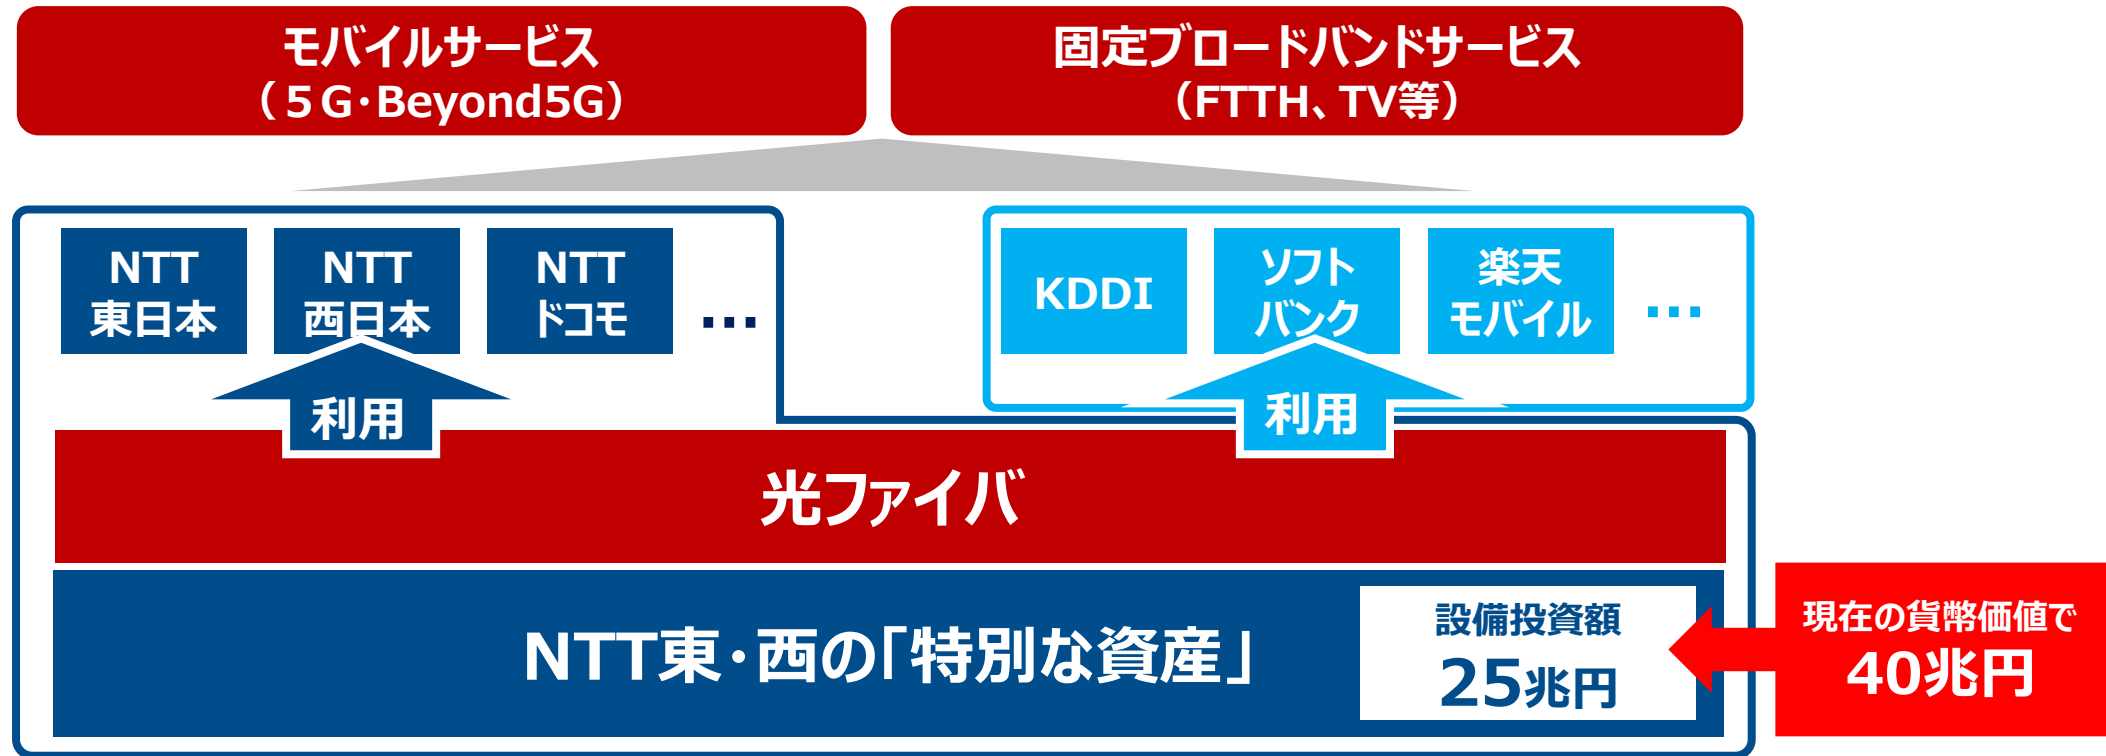 モバイルサービス
（５G・Beyond5G）
固定ブロードバンドサービス
（FTTH、TV等）
NTT
東日本
NTT
西日本
NTT
ドコモ
…
KDDI
ソフト
バンク
楽天
モバイル
…
利用
利用
光ファイバ
NTT東・西の「特別な資産」
設備投資額
25兆円
現在の貨幣価値で
40兆円